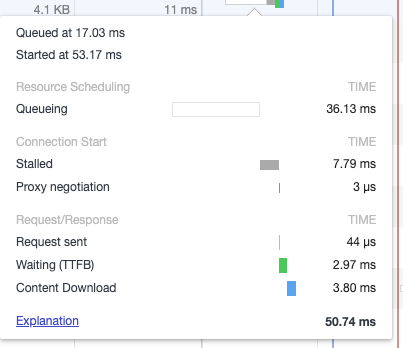 4.1 KB 11 ms
Queued at 17.03 ms
Started at 53.17 ms
Resource Scheduling TIME
Queueing 36.13 ms
Connection Start TIME
Stalled 7.79 ms
Proxy negotiation 3 μs
Request/Response TIME
Request sent 44 μs
Waiting (TTFB) 2.97 ms
Content Download 3.80 ms
Explanation 50.74 ms